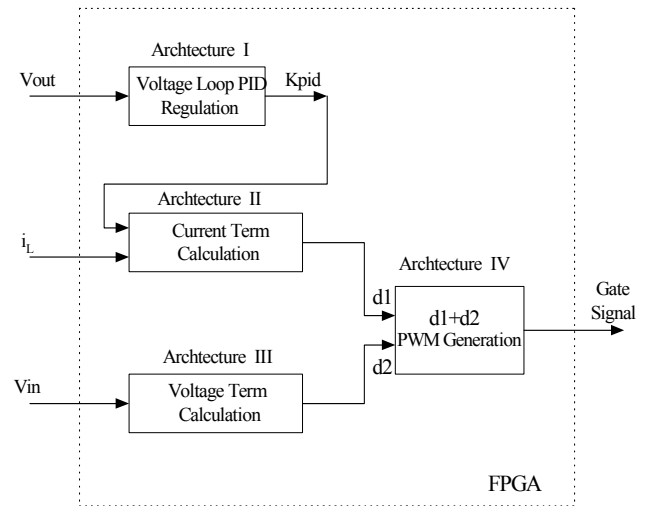 Archtecture I
Vout
Voltage Loop PID
Regulation
Kpid
Archtecture II
i_L
Current Term
Calculation
Archtecture IV
d1
d1+d2
PWM Generation
d2
Gate
Signal
Archtecture III
Vin
Voltage Term
Calculation
FPGA